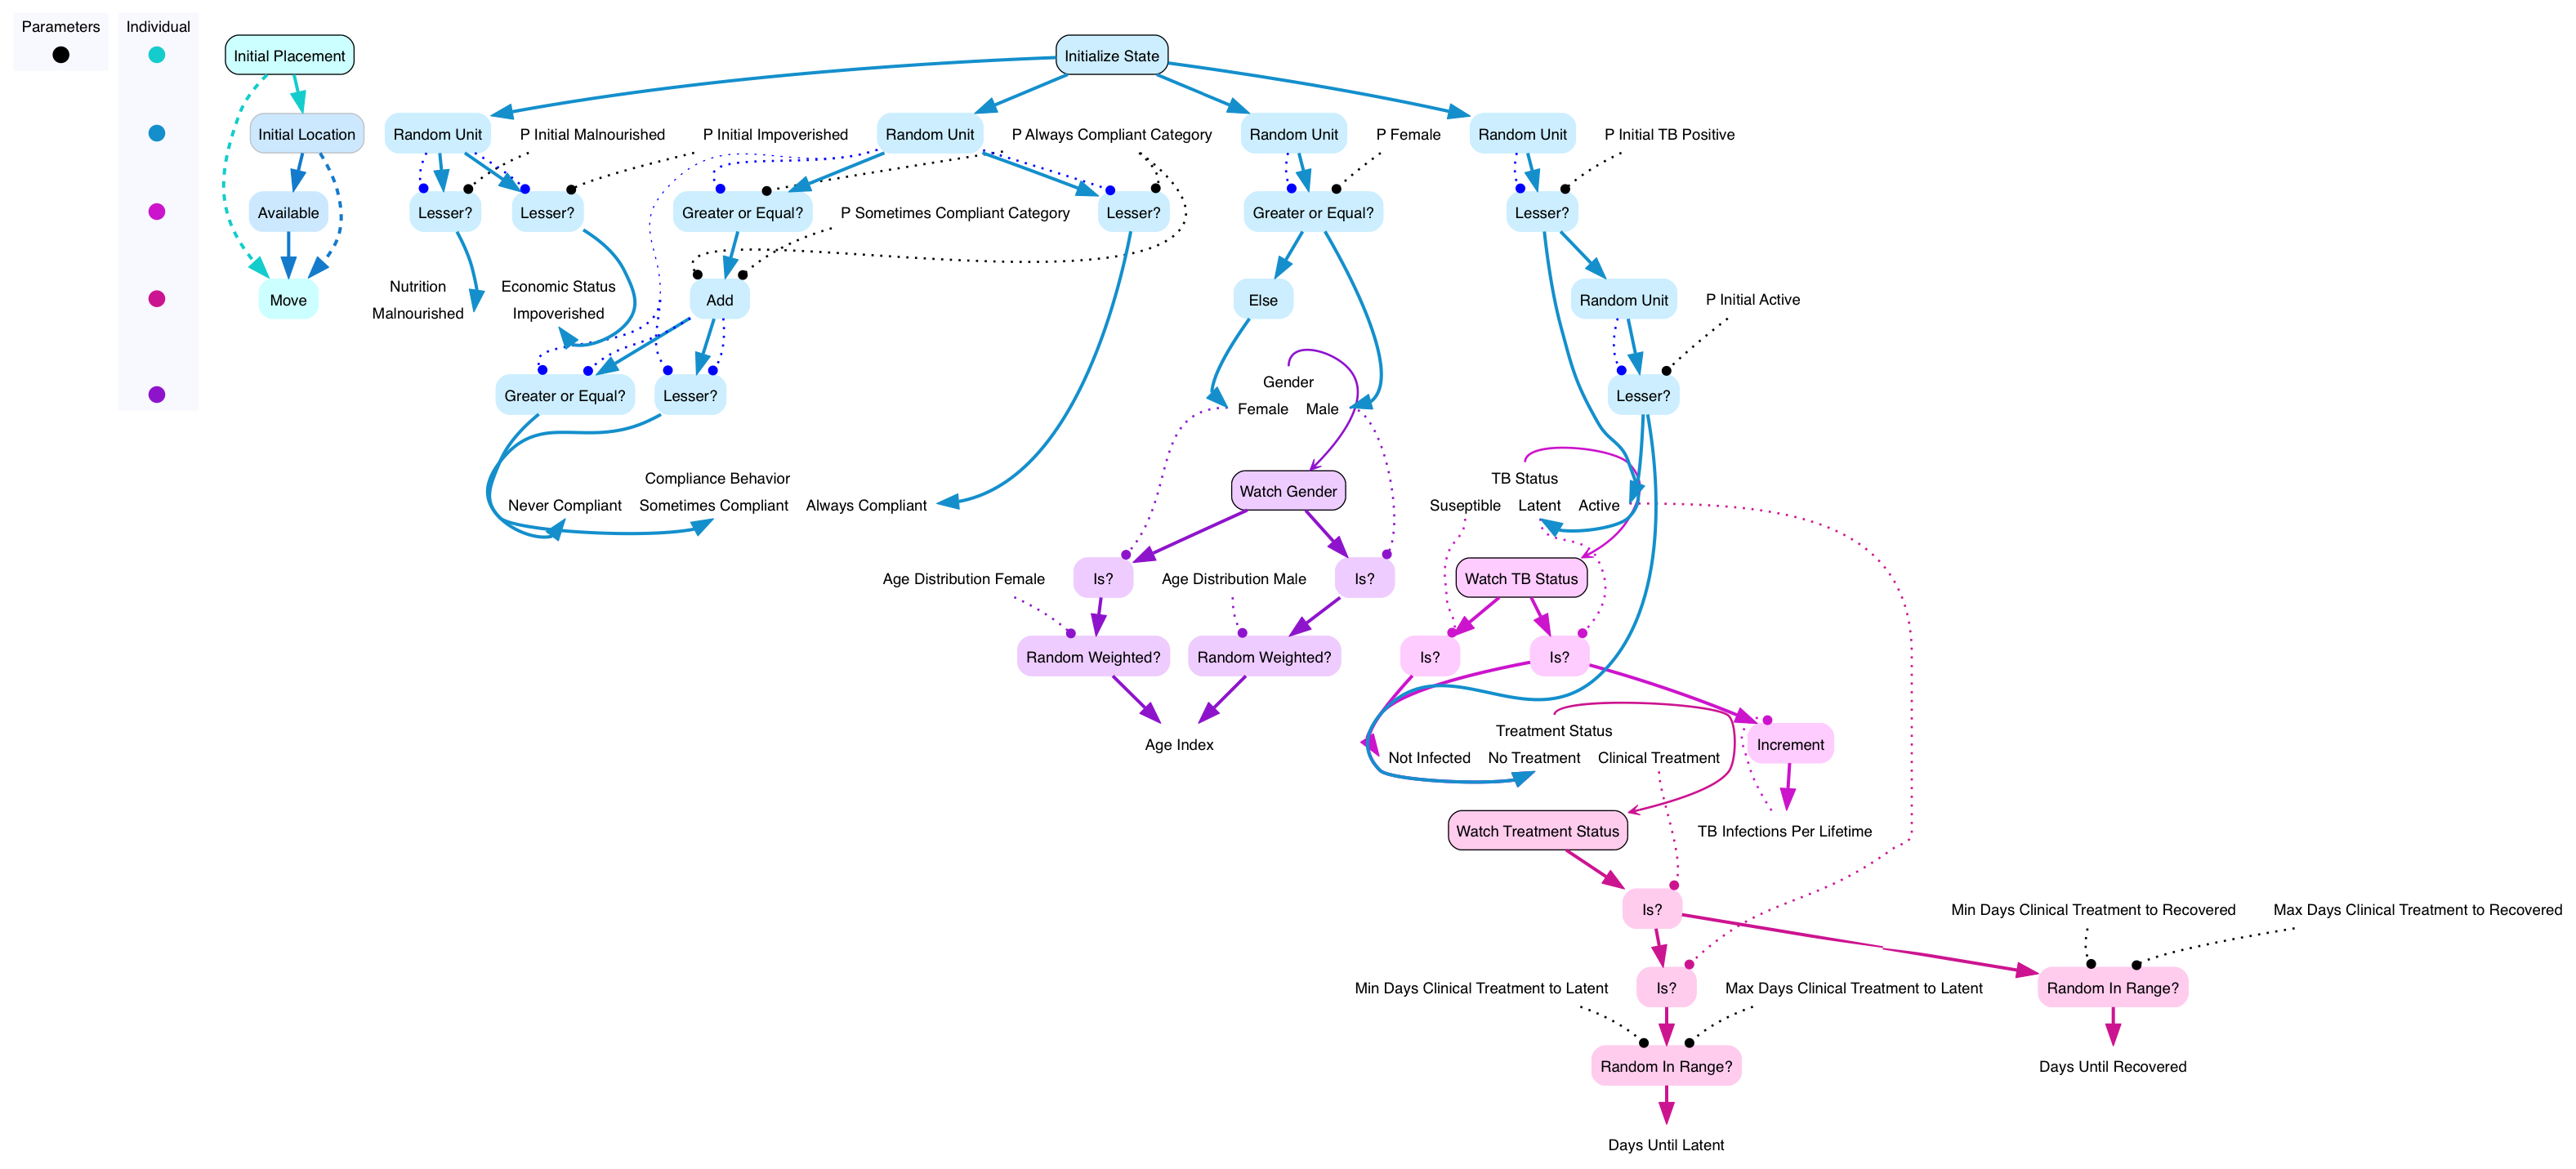 Parameters
Individual
Initial Placement
Initialize State
Initial Location
Random Unit
P Initial Malnourished
P Initial Impoverished
Random Unit
P Always Compliant Category
Random Unit
P Female
Random Unit
P Initial TB Positive
Available
Lesser?
Lesser?
Greater or Equal?
P Sometimes Compliant Category
Lesser?
Greater or Equal?
Lesser?
Move
Nutrition
Malnourished
Economic Status
Impoverished
Add
Else
Random Unit
P Initial Active
Greater or Equal?
Lesser?
Gender
Female
Male
Lesser?
Compliance Behavior
Never Compliant
Sometimes Compliant
Always Compliant
Watch Gender
TB Status
Suseptible
Latent
Active
Age Distribution Female
Is?
Age Distribution Male
Is?
Watch TB Status
Random Weighted?
Random Weighted?
Is?
Is?
Age Index
Treatment Status
Not Infected
No Treatment
Clinical Treatment
Increment
Watch Treatment Status
TB Infections Per Lifetime
Is?
Min Days Clinical Treatment to Recovered
Max Days Clinical Treatment to Recovered
Min Days Clinical Treatment to Latent
Is?
Max Days Clinical Treatment to Latent
Random In Range?
Random In Range?
Days Until Recovered
Days Until Latent